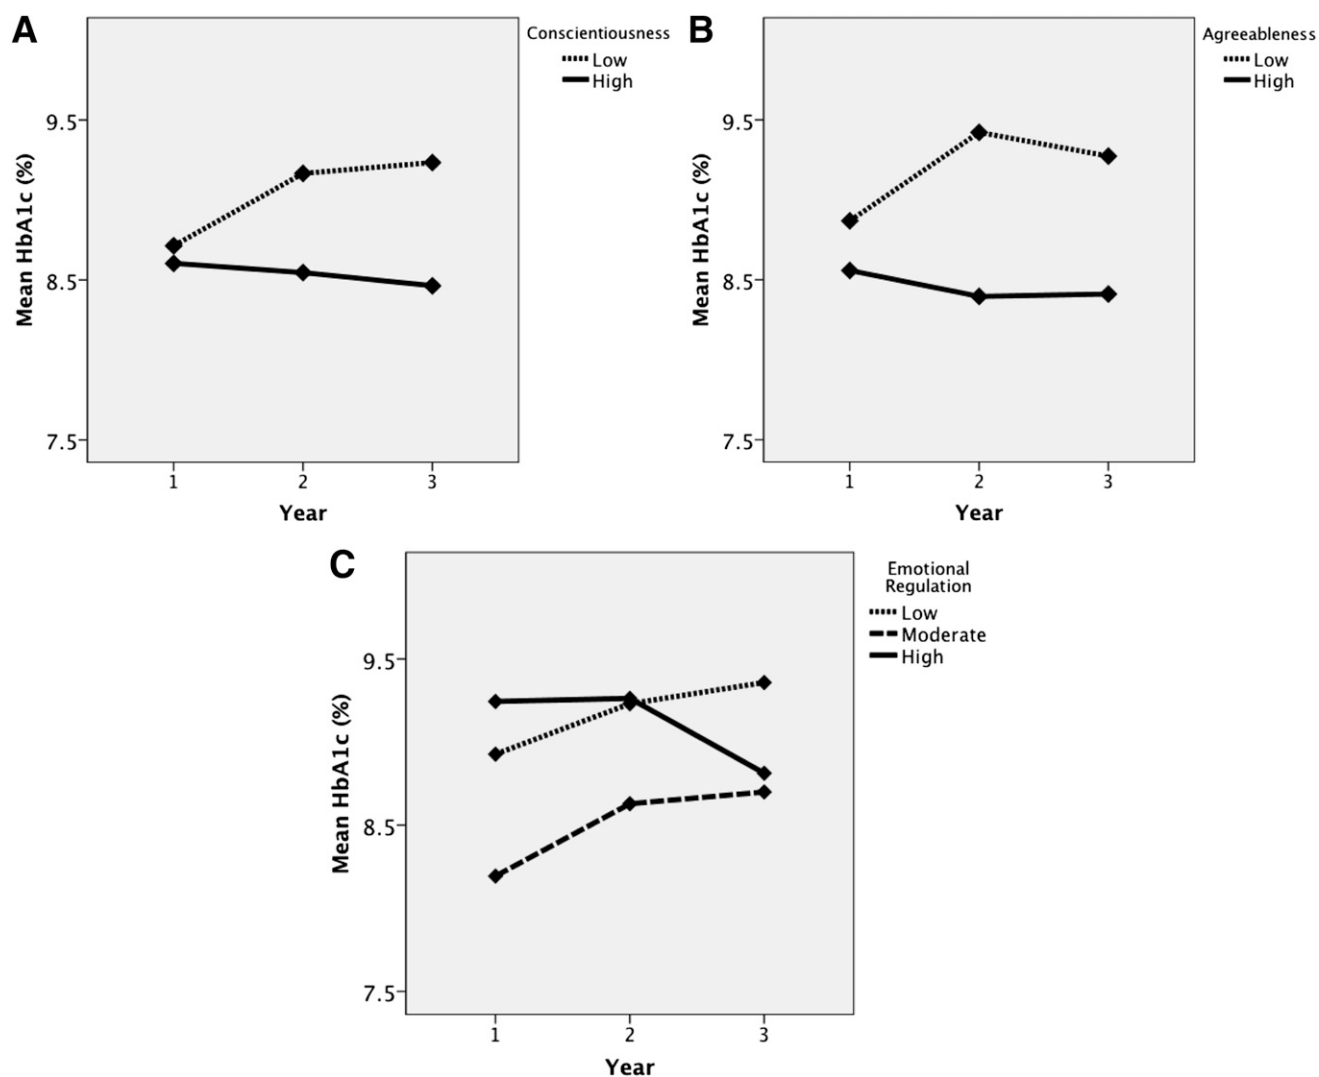 A
Conscientiousness
Low
High
9.5
8.5
7.5
Mean HbA1c (%)
1 2 3
Year
B
Agreeableness
Low
High
9.5
8.5
7.5
Mean HbA1c (%)
1 2 3
Year
C
Emotional
Regulation
Low
Moderate
High
9.5
8.5
7.5
Mean HbA1c (%)
1 2 3
Year